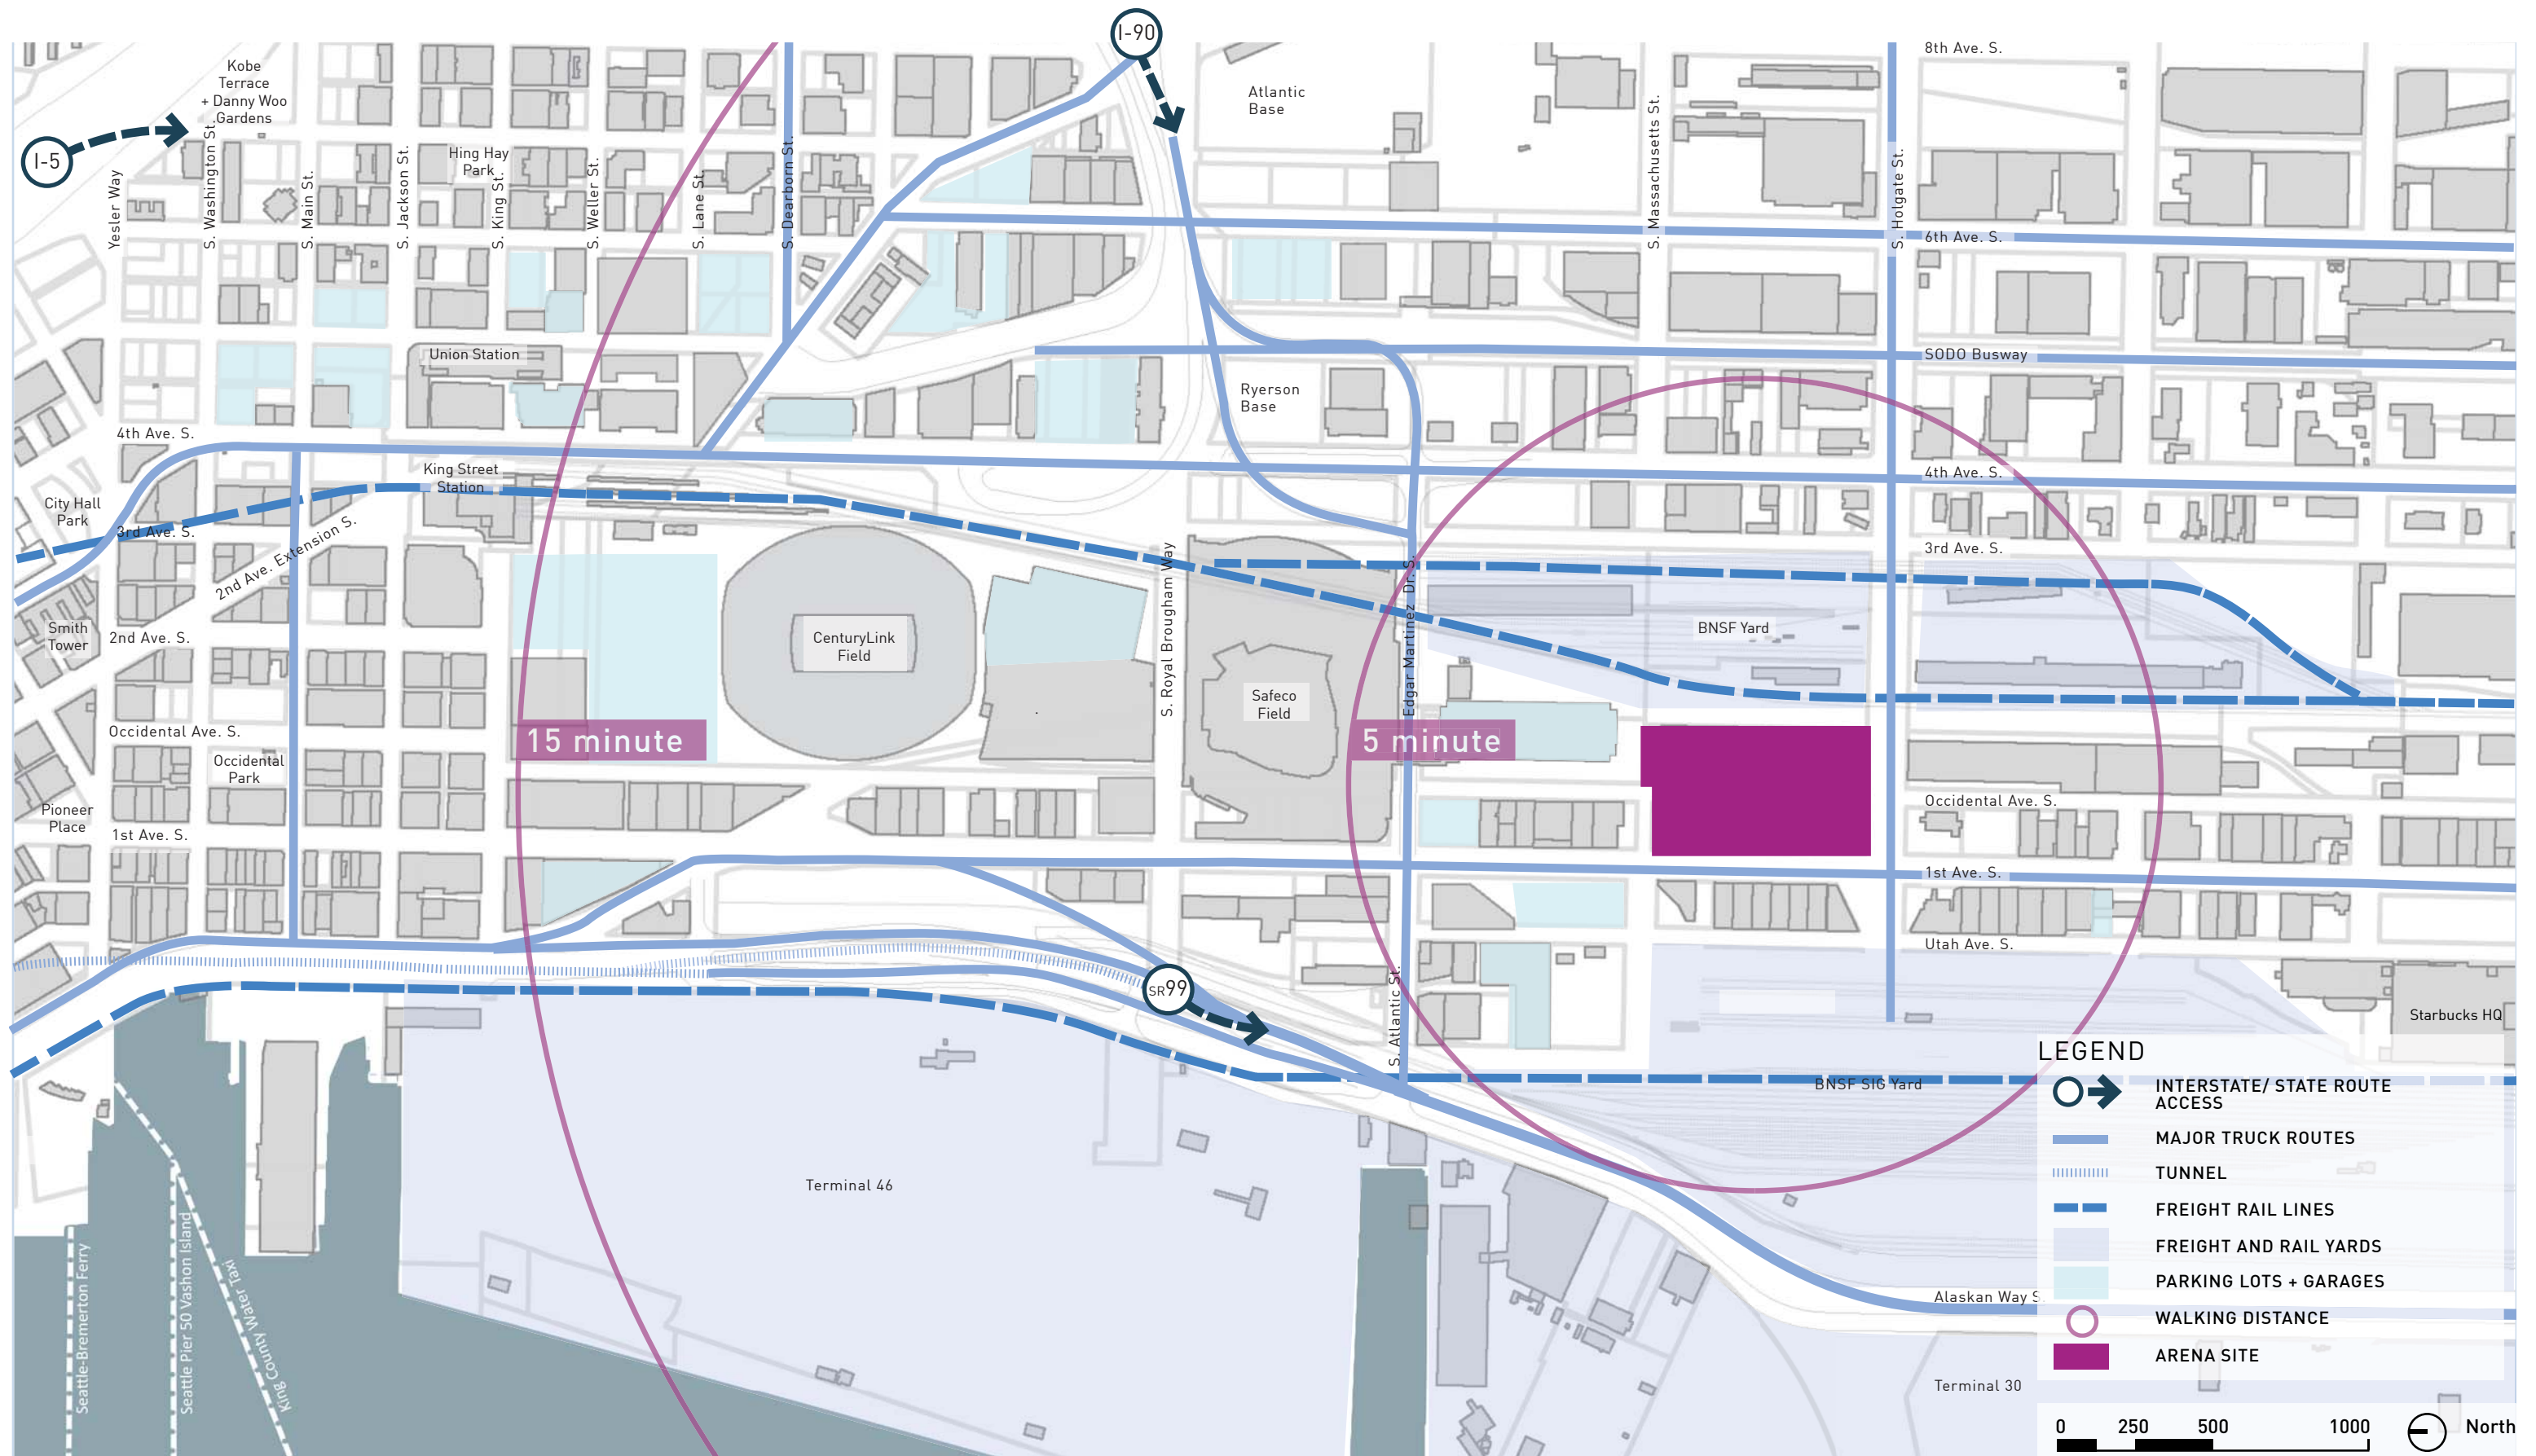 I-90
8th Ave. S.
Kobe
Terrace
+ Danny Woo
Gardens
Atlantic
Base
I-5
Hing Hay
Park
Yesler Way
S. Washington St.
S. Main St.
S. Jackson St.
S. King St.
S. Weller St.
S. Lane St.
S. Dearborn St.
S. Massachusetts St.
S. Holgate St.
6th Ave. S.
Union Station
SODO Busway
Ryerson
Base
4th Ave. S.
King Street
Station
4th Ave. S.
City Hall
Park
3rd Ave. S.
2nd Ave. Extension S.
3rd Ave. S.
S. Royal Brougham Way
Edgar Martinez Dr. S.
Smith
Tower
2nd Ave. S.
CenturyLink
Field
BNSF Yard
Safeco
Field
Occidental Ave. S.
15 minute
5 minute
Occidental
Park
Pioneer
Place
Occidental Ave. S.
1st Ave. S.
1st Ave. S.
Utah Ave. S.
SR99
S. Atlantic St.
Starbucks HQ
BNSF SIG Yard
Terminal 46
Seattle-Bremerton Ferry
Seattle Pier 50 Vashon Island
King County Water Taxi
Alaskan Way S.
Terminal 30
LEGEND
INTERSTATE/ STATE ROUTE
ACCESS
MAJOR TRUCK ROUTES
TUNNEL
FREIGHT RAIL LINES
FREIGHT AND RAIL YARDS
PARKING LOTS + GARAGES
WALKING DISTANCE
ARENA SITE
0 250 500 1000
North